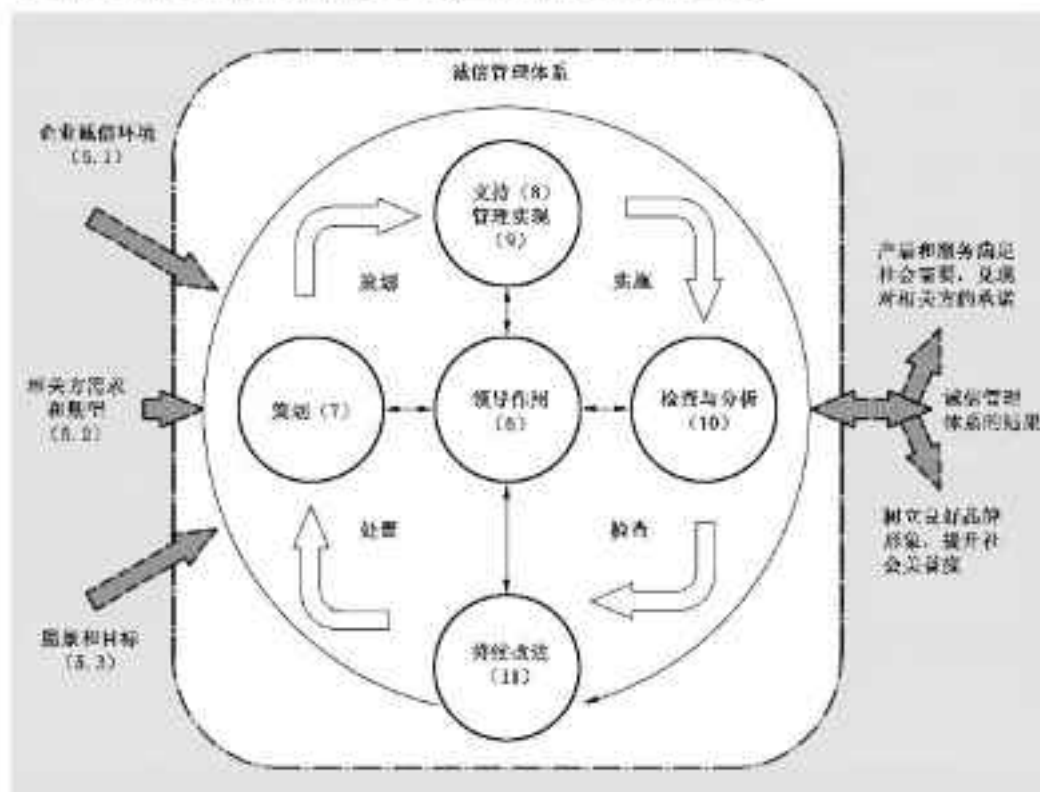 诚信管理体系
企业诚信环境
(5.1)
支持（8）
管理实现
(9)
策划
实施
产品和服务满足
社会需要，兑现
对相关方的承诺
相关方需求
和期望
(5.2)
策划（7）
领导作用
(6)
检查与分析
(10)
诚信管理
体系的结果
处置
检查
树立良好品牌
形象，提升社
会美誉度
愿景和目标
(5.3)
持续改进
(11)